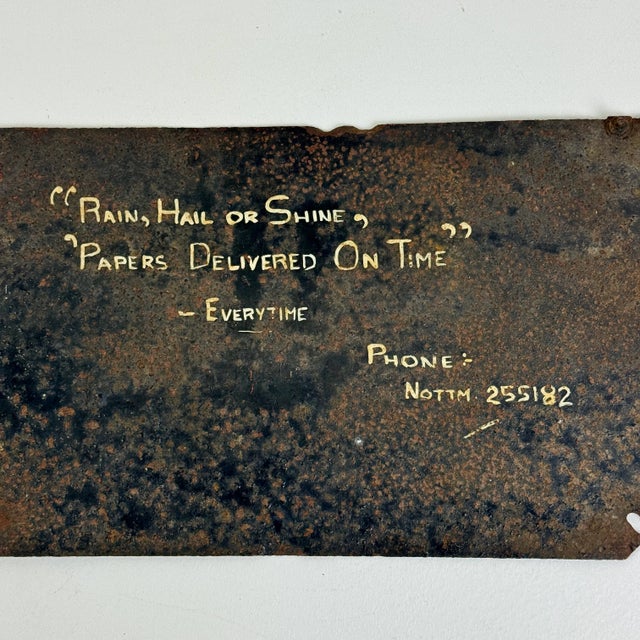 “RAIN, HAIL OR SHINE,
’PAPERS DELIVERED ON TIME”
- EVERYTIME
PHONE:-
NOTTM. 255182